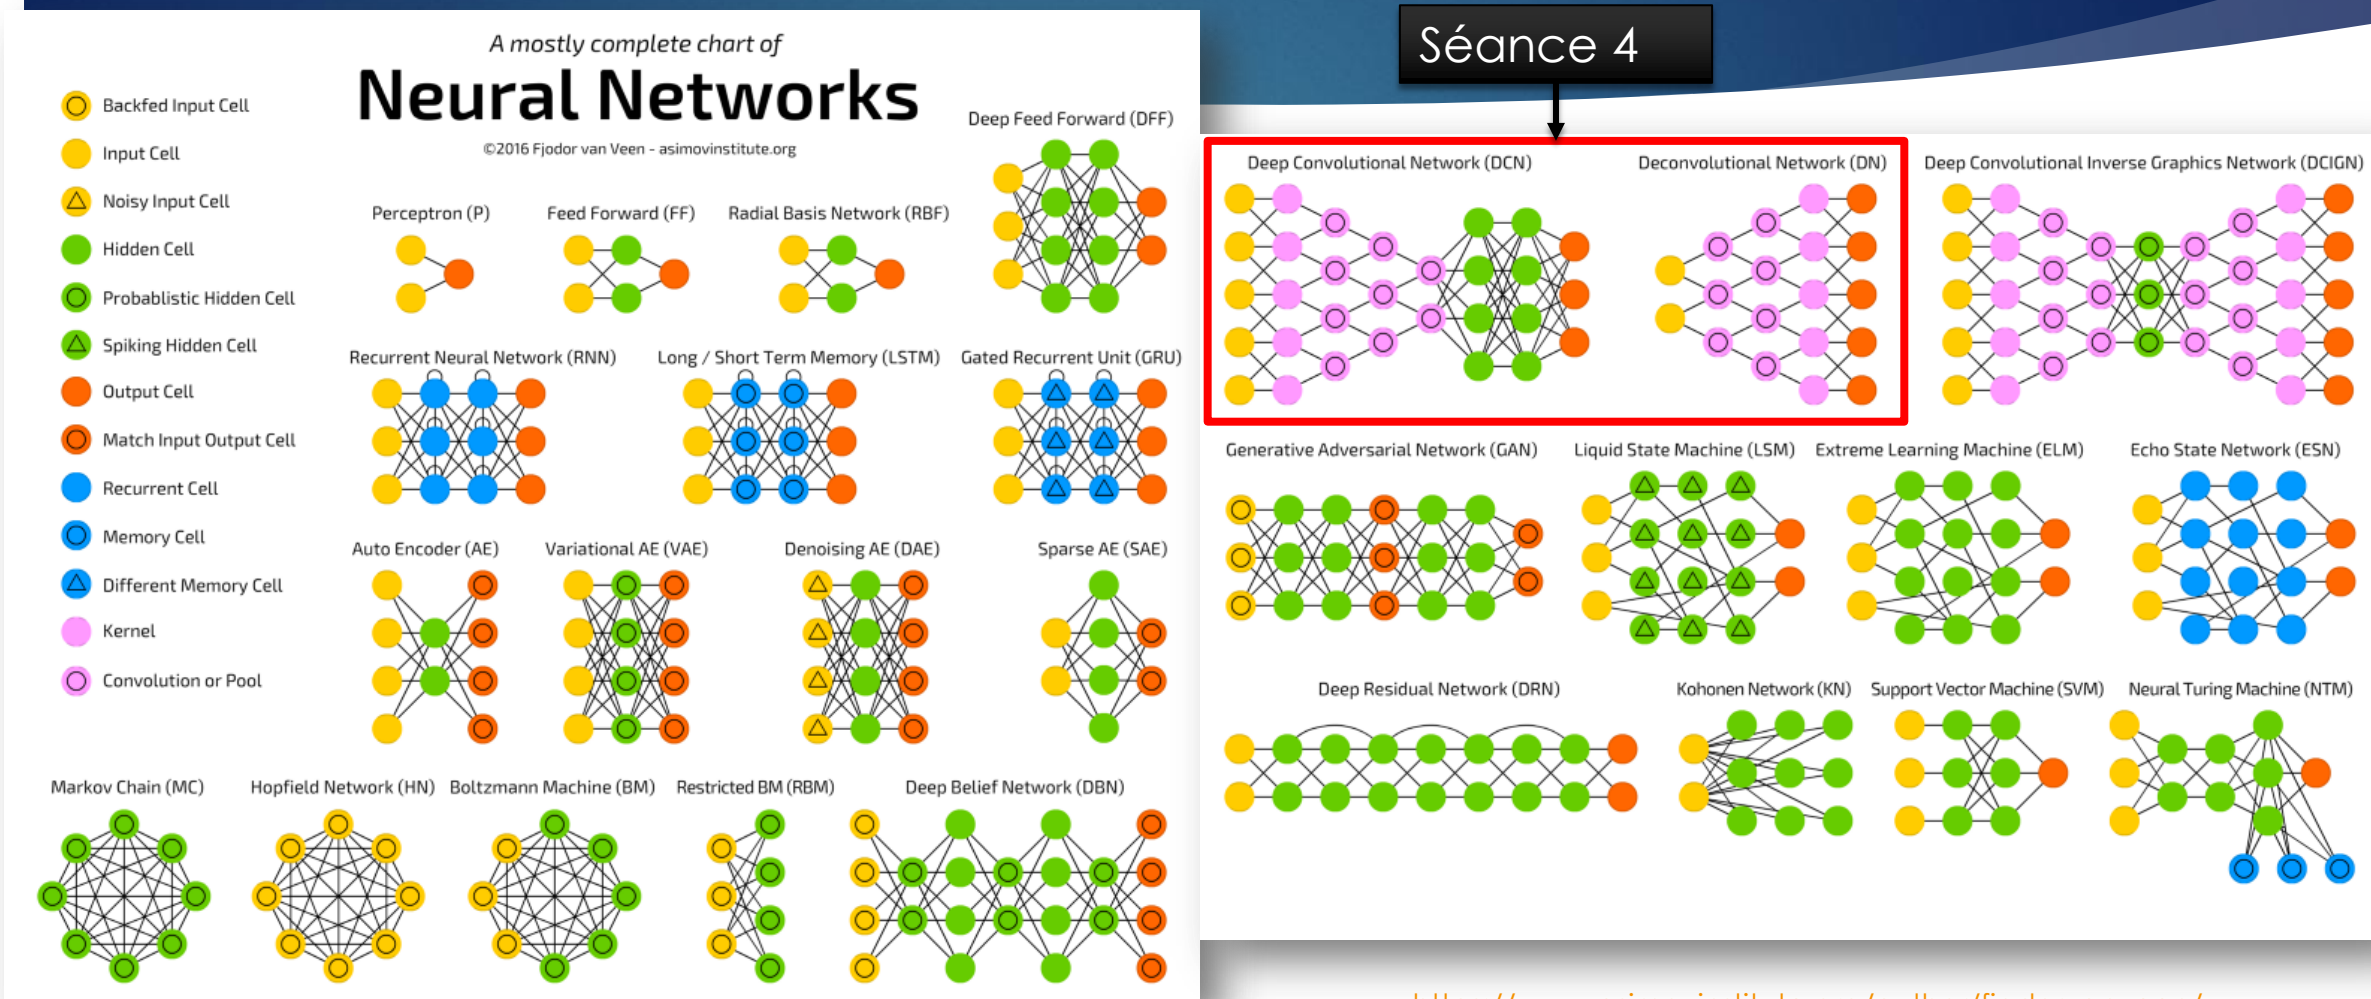 Séance 4
A mostly complete chart of
Neural Networks
©2016 Fjodor van Veen - asimovinstitute.org
Backfed Input Cell
Input Cell
Noisy Input Cell
Hidden Cell
Probablistic Hidden Cell
Spiking Hidden Cell
Output Cell
Match Input Output Cell
Recurrent Cell
Memory Cell
Different Memory Cell
Kernel
Convolution or Pool
Deep Feed Forward (DFF)
Perceptron (P)
Feed Forward (FF)
Radial Basis Network (RBF)
Recurrent Neural Network (RNN)
Long / Short Term Memory (LSTM)
Gated Recurrent Unit (GRU)
Auto Encoder (AE)
Variational AE (VAE)
Denoising AE (DAE)
Sparse AE (SAE)
Markov Chain (MC)
Hopfield Network (HN)
Boltzmann Machine (BM)
Restricted BM (RBM)
Deep Belief Network (DBN)
Deep Convolutional Network (DCN)
Deconvolutional Network (DN)
Deep Convolutional Inverse Graphics Network (DCIGN)
Generative Adversarial Network (GAN)
Liquid State Machine (LSM)
Extreme Learning Machine (ELM)
Echo State Network (ESN)
Deep Residual Network (DRN)
Kohonen Network (KN)
Support Vector Machine (SVM)
Neural Turing Machine (NTM)